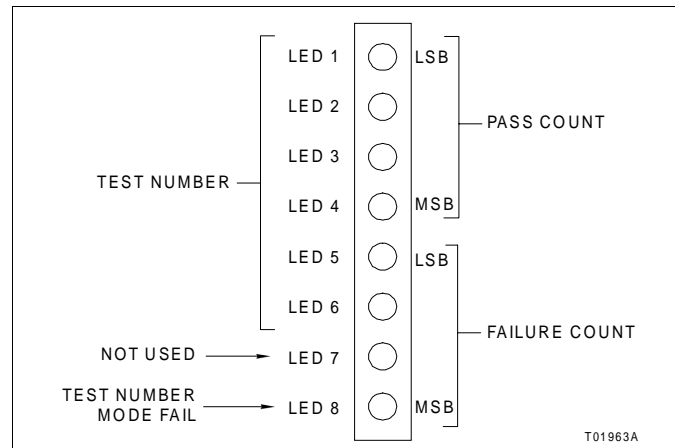 LED 1 LSB
LED 2
PASS COUNT
LED 3
TEST NUMBER
LED 4 MSB
LED 5 LSB
LED 6
FAILURE COUNT
NOT USED LED 7
TEST NUMBER
MODE FAIL
LED 8 MSB
T01963A